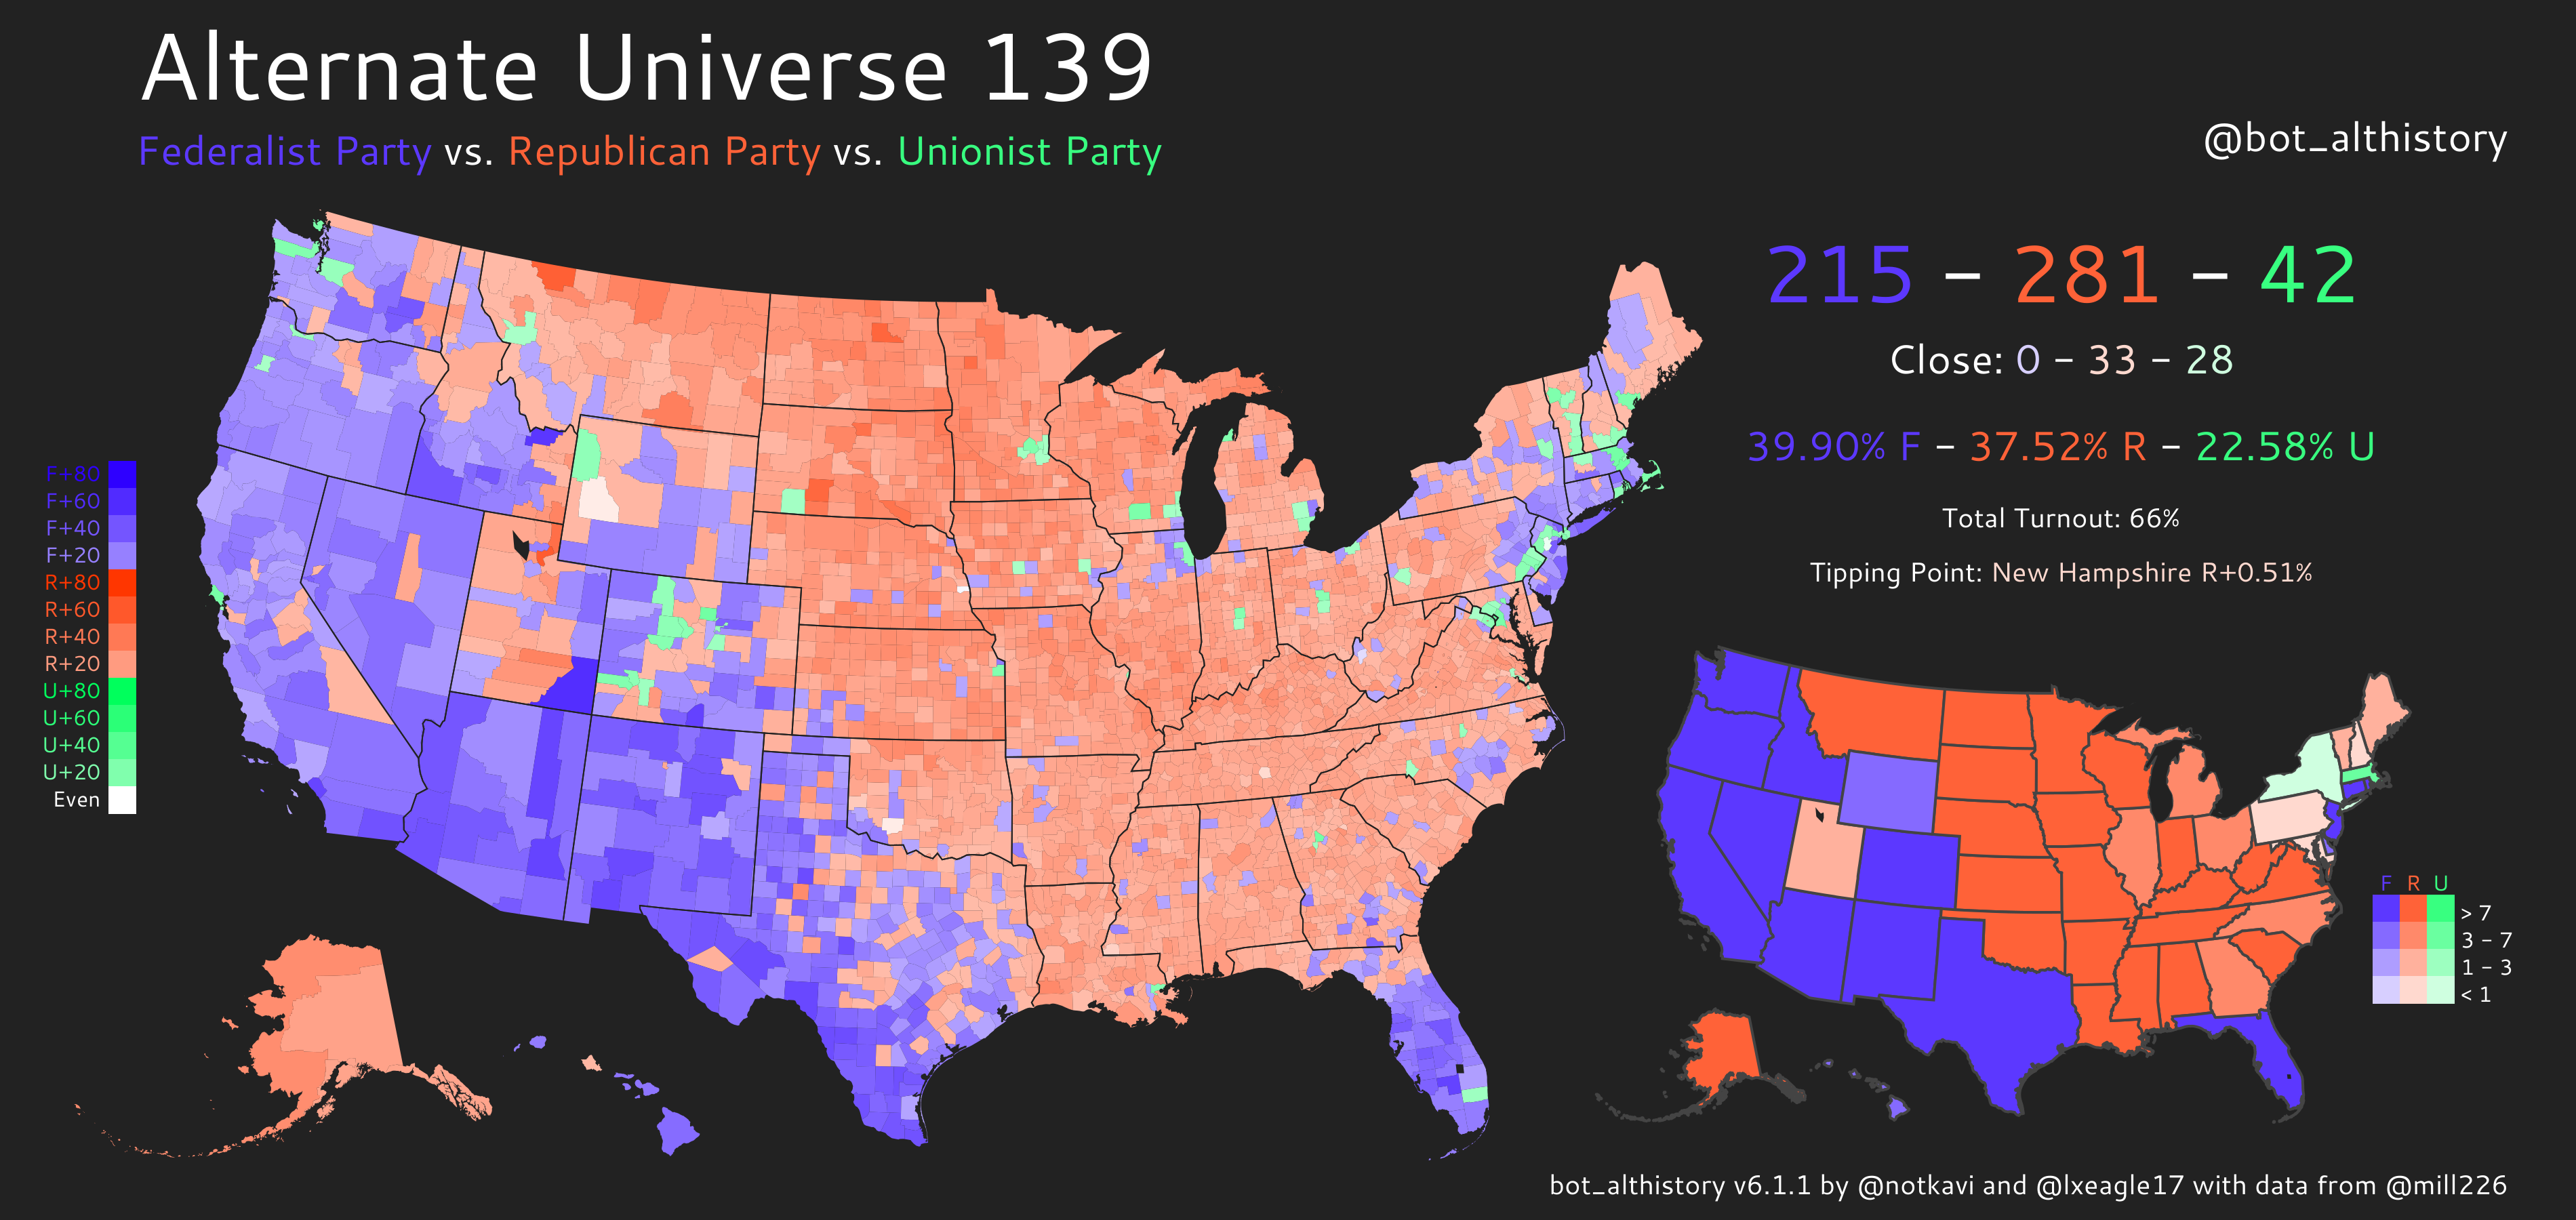 Alternate Universe 139
Federalist Party vs. Republican Party vs. Unionist Party
@bot_althistory
215 - 281 - 42
Close: 0 - 33 - 28
39.90% F - 37.52% R - 22.58% U
Total Turnout: 66%
Tipping Point: New Hampshire R+0.51%
F+80
F+60
F+40
F+20
R+80
R+60
R+40
R+20
U+80
U+60
U+40
U+20
Even
F R U
> 7
3 - 7
1 - 3
< 1
bot_althistory v6.1.1 by @notkavi and @lxeagle17 with data from @mill226